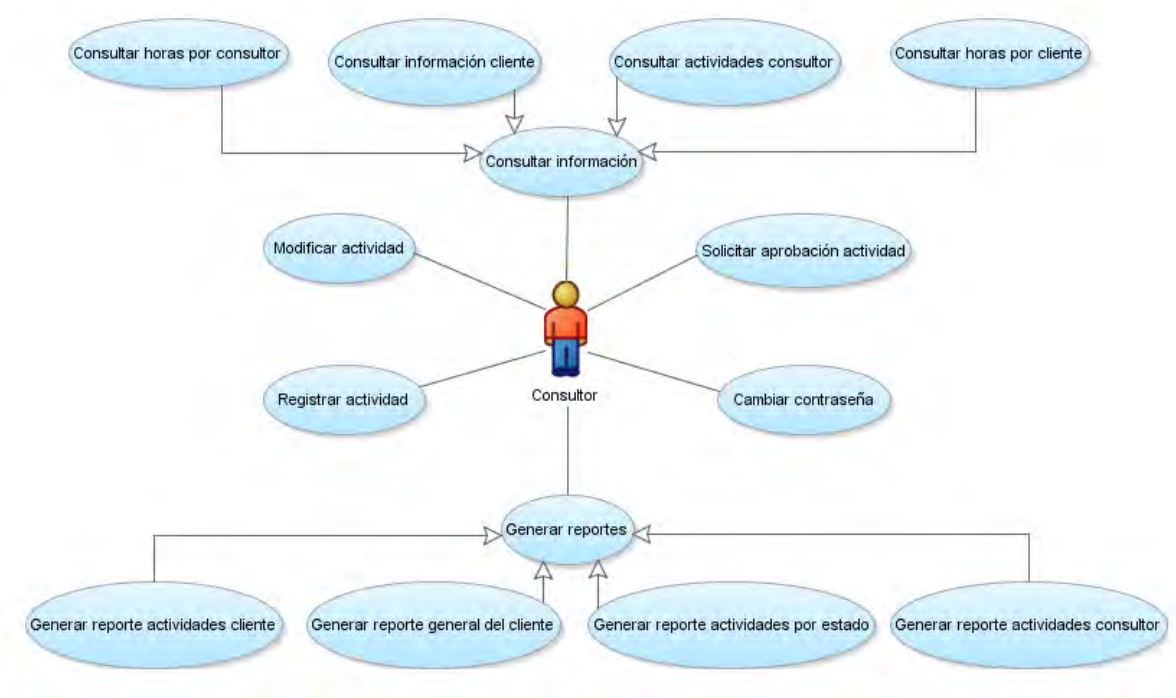 Consultar horas por consultor
Consultar información cliente
Consultar actividades consultor
Consultar horas por cliente
Consultar información
Modificar actividad
Solicitar aprobación actividad
Registrar actividad
Consultor
Cambiar contraseña
Generar reportes
Generar reporte actividades cliente
Generar reporte general del cliente
Generar reporte actividades por estado
Generar reporte actividades consultor